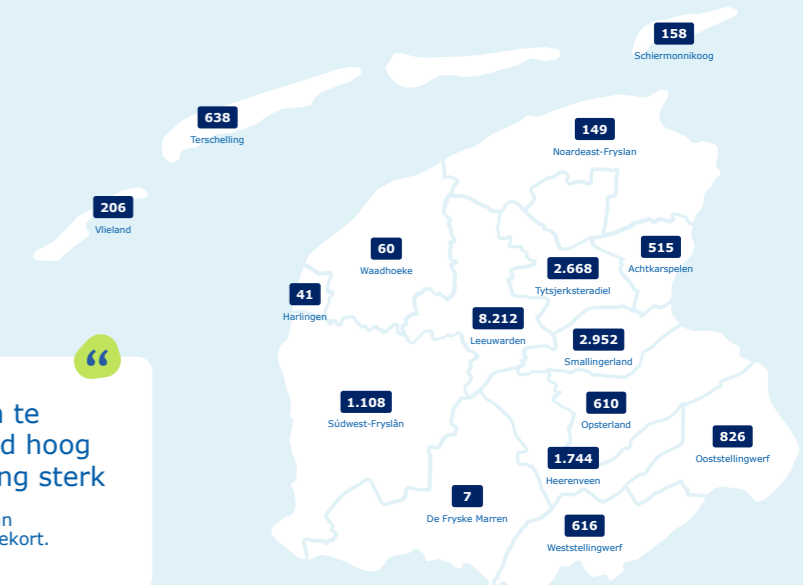 158
Schiermonnikoog
638
Terschelling
149
Noardeast-Fryslan
206
Vlieland
60
Waadhoeke
515
Achtkarspelen
2.668
Tytsjerksteradiel
41
Harlingen
8.212
Leeuwarden
2.952
Smallingerland
1.108
Súdwest-Fryslân
610
Opsterland
826
Ooststellingwerf
1.744
Heerenveen
7
De Fryske Marren
616
Weststellingwerf
“
te
hoog
sterk